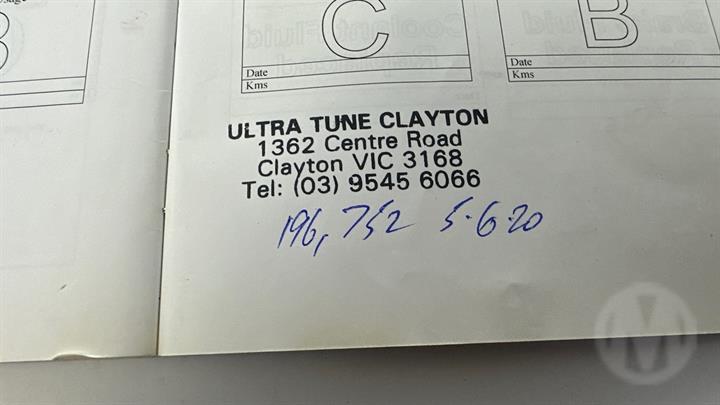 B
C
Date
Kms
B
Date
Kms
ULTRA TUNE CLAYTON
1362 Centre Road
Clayton VIC 3168
Tel: (03) 9545 6066
196,752 5.6.20